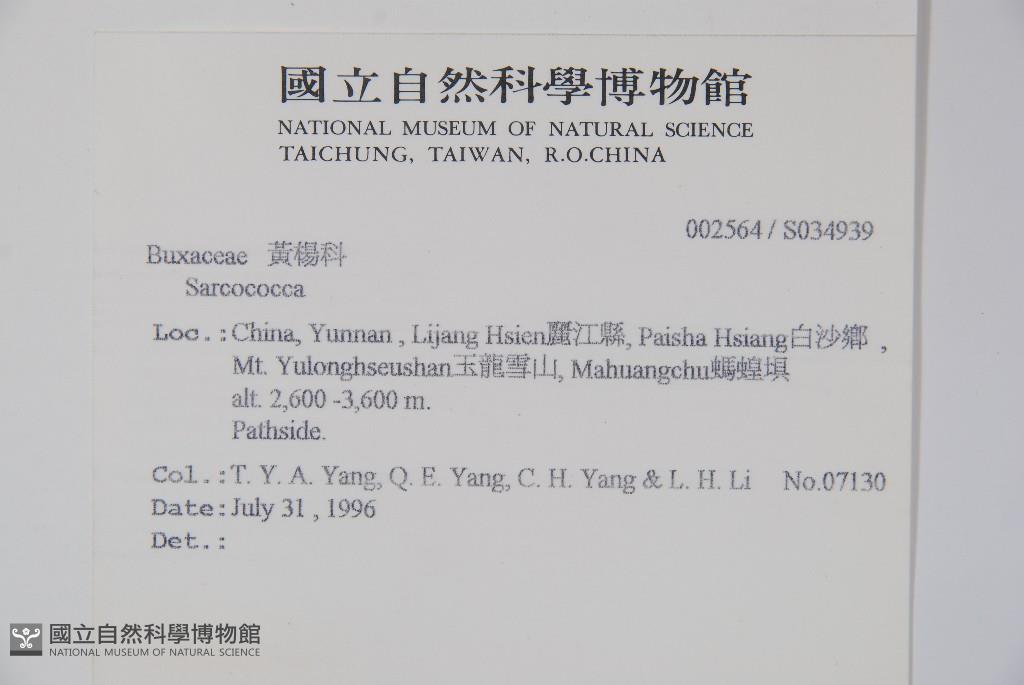 國立自然科學博物館
NATIONAL MUSEUM OF NATURAL SCIENCE
TAICHUNG, TAIWAN, R.O.CHINA
002564 / S034939
Buxaceae 黃楊科
Sarcococca
Loc.: China, Yunnan , Lijang Hsien麗江縣, Paisha Hsiang白沙鄉 ,
Mt. Yulonghseushan玉龍雪山, Mahuangchu螞蝗埧
alt. 2,600 -3,600 m.
Pathside.
Col.: T. Y. A. Yang, Q. E. Yang, C. H. Yang & L. H. Li No.07130
Date: July 31 , 1996
Det.:
國立自然科學博物館
NATIONAL MUSEUM OF NATURAL SCIENCE